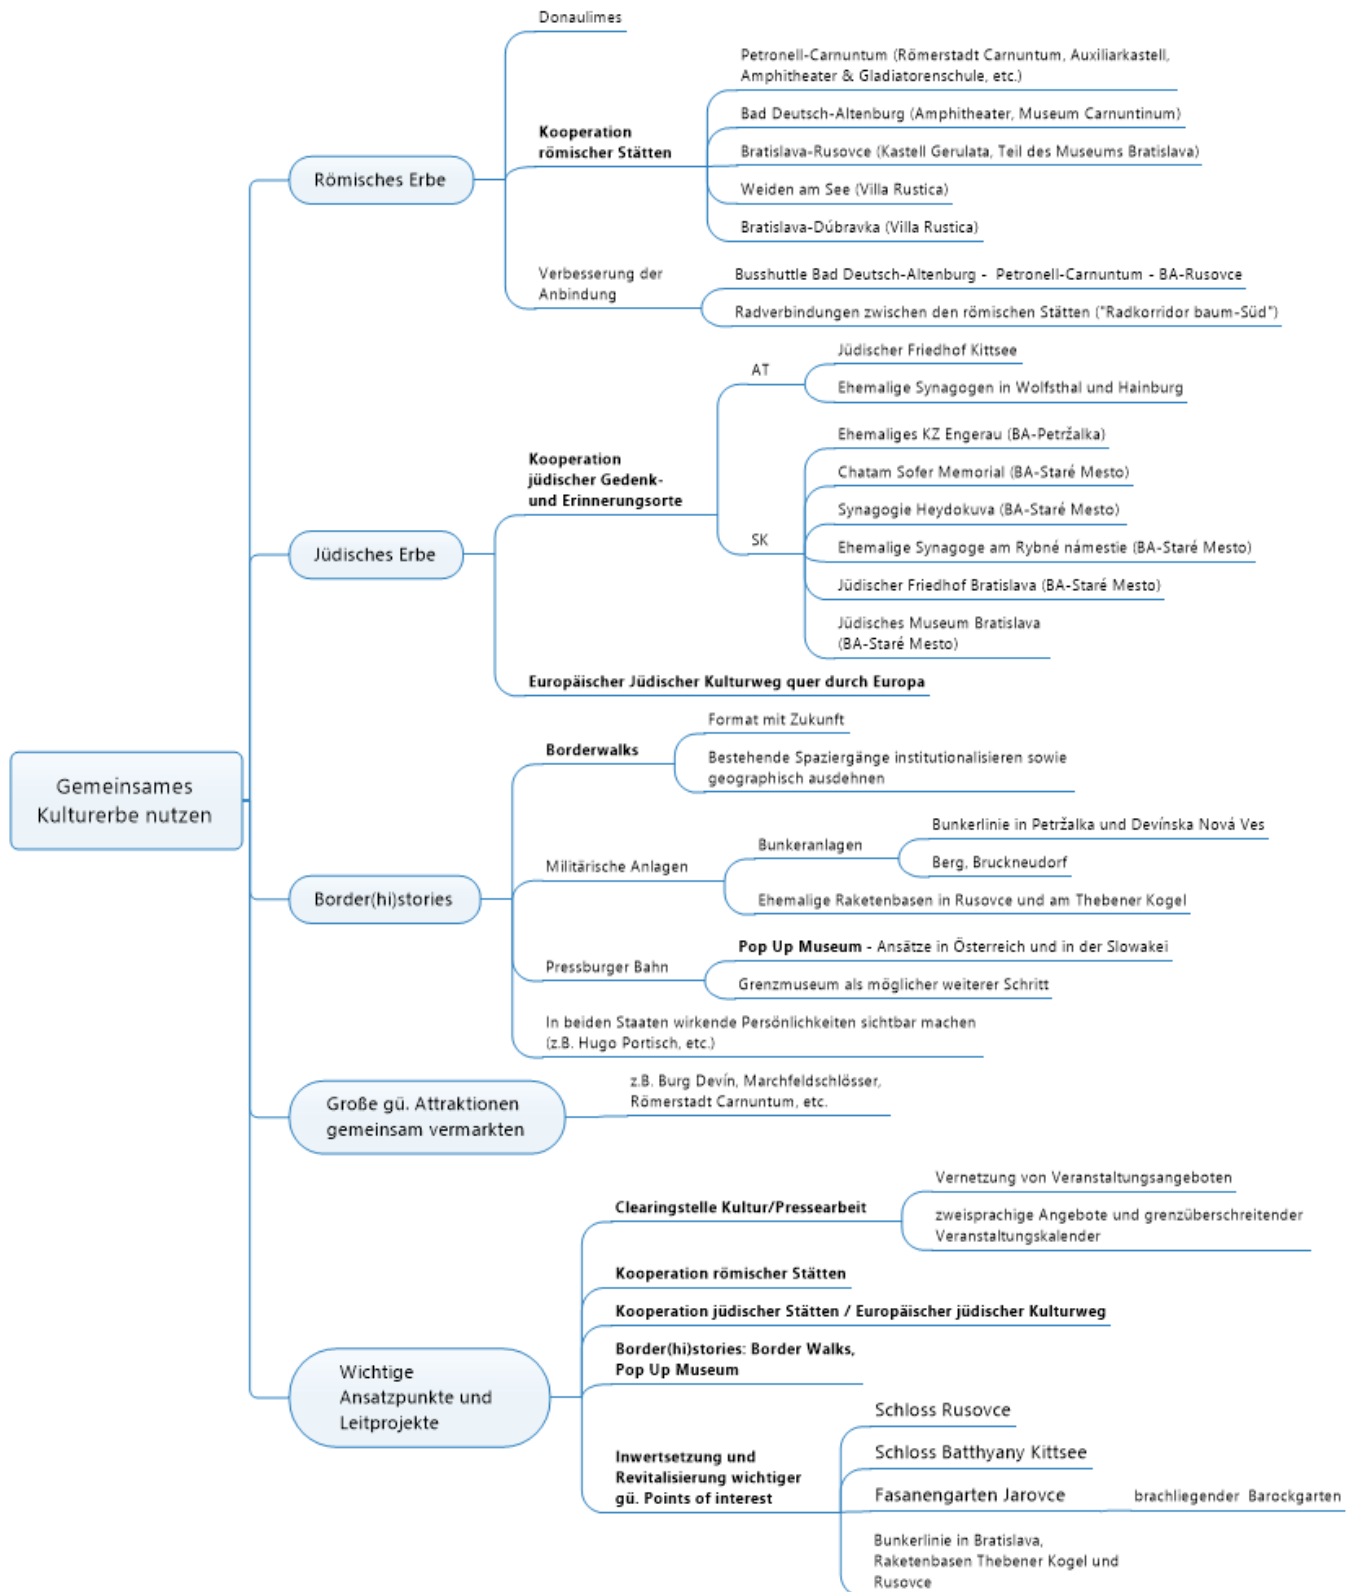 Donaulimes
Petronell-Carnuntum (Römerstadt Carnuntum, Auxiliarkastell,
Amphitheater & Gladiatorenschule, etc.)
Kooperation
römischer Stätten
Bad Deutsch-Altenburg (Amphitheater, Museum Carnuntinum)
Bratislava-Rusovce (Kastell Gerulata, Teil des Museums Bratislava)
Römisches Erbe
Weiden am See (Villa Rustica)
Bratislava-Dúbravka (Villa Rustica)
Verbesserung der
Anbindung
Busshuttle Bad Deutsch-Altenburg - Petronell-Carnuntum - BA-Rusovce
Radverbindungen zwischen den römischen Stätten ("Radkorridor baum-Süd")
Jüdisches Erbe
Kooperation
jüdischer Gedenk-
und Erinnerungsorte
AT
Jüdischer Friedhof Kittsee
Ehemalige Synagogen in Wolfsthal und Hainburg
SK
Ehemaliges KZ Engerau (BA-Petržalka)
Chatam Sofer Memorial (BA-Staré Mesto)
Synagogie Heydokuva (BA-Staré Mesto)
Ehemalige Synagoge am Rybné námestie (BA-Staré Mesto)
Jüdischer Friedhof Bratislava (BA-Staré Mesto)
Jüdisches Museum Bratislava
(BA-Staré Mesto)
Europäischer Jüdischer Kulturweg quer durch Europa
Gemeinsames
Kulturerbe nutzen
Border(hi)stories
Borderwalks
Format mit Zukunft
Bestehende Spaziergänge institutionalisieren sowie
geographisch ausdehnen
Militärische Anlagen
Bunkeranlagen
Bunkerlinie in Petržalka und Devínska Nová Ves
Berg, Bruckneudorf
Ehemalige Raketenbasen in Rusovce und am Thebener Kogel
Pressburger Bahn
Pop Up Museum - Ansätze in Österreich und in der Slowakei
Grenzmuseum als möglicher weiterer Schritt
In beiden Staaten wirkende Persönlichkeiten sichtbar machen
(z.B. Hugo Portisch, etc.)
Große gü. Attraktionen
gemeinsam vermarkten
z.B. Burg Devín, Marchfeldschlösser,
Römerstadt Carnuntum, etc.
Wichtige
Ansatzpunkte und
Leitprojekte
Clearingstelle Kultur/Pressearbeit
Vernetzung von Veranstaltungsangeboten
zweisprachige Angebote und grenzüberschreitender
Veranstaltungskalender
Kooperation römischer Stätten
Kooperation jüdischer Stätten / Europäischer jüdischer Kulturweg
Border(hi)stories: Border Walks,
Pop Up Museum
Inwertsetzung und
Revitalisierung wichtiger
gü. Points of interest
Schloss Rusovce
Schloss Batthyany Kittsee
Fasanengarten Jarovce
brachliegender Barockgarten
Bunkerlinie in Bratislava,
Raketenbasen Thebener Kogel und
Rusovce